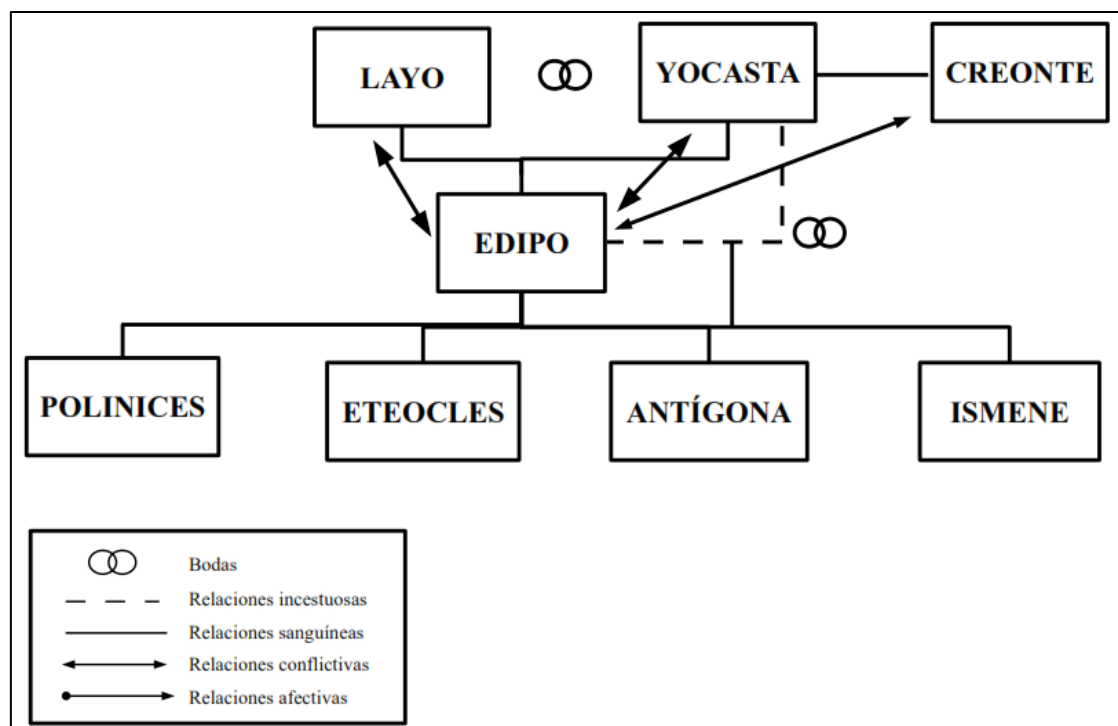 LAYO
YOCASTA
CREONTE
EDIPO
POLINICES
ETEOCLES
ANTÍGONA
ISMENE
Bodas
Relaciones incestuosas
Relaciones sanguíneas
Relaciones conflictivas
Relaciones afectivas